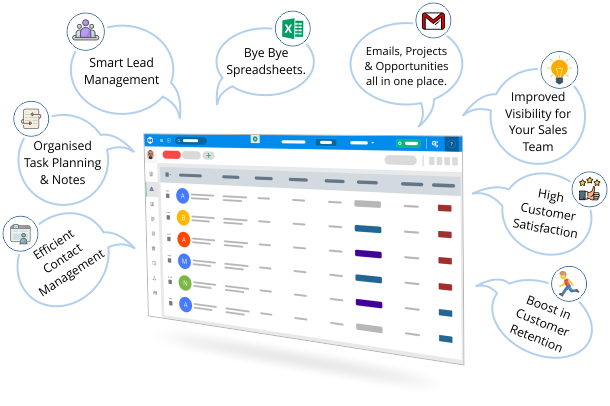 Smart Lead
Management
Bye Bye
Spreadsheets.
Emails, Projects
& Opportunities
all in one place.
Improved
Visibility for
Your Sales
Team
Organised
Task Planning
& Notes
High
Customer
Satisfaction
Efficient
Contact
Management
Boost in
Customer
Retention
A
B
A
M
N
A